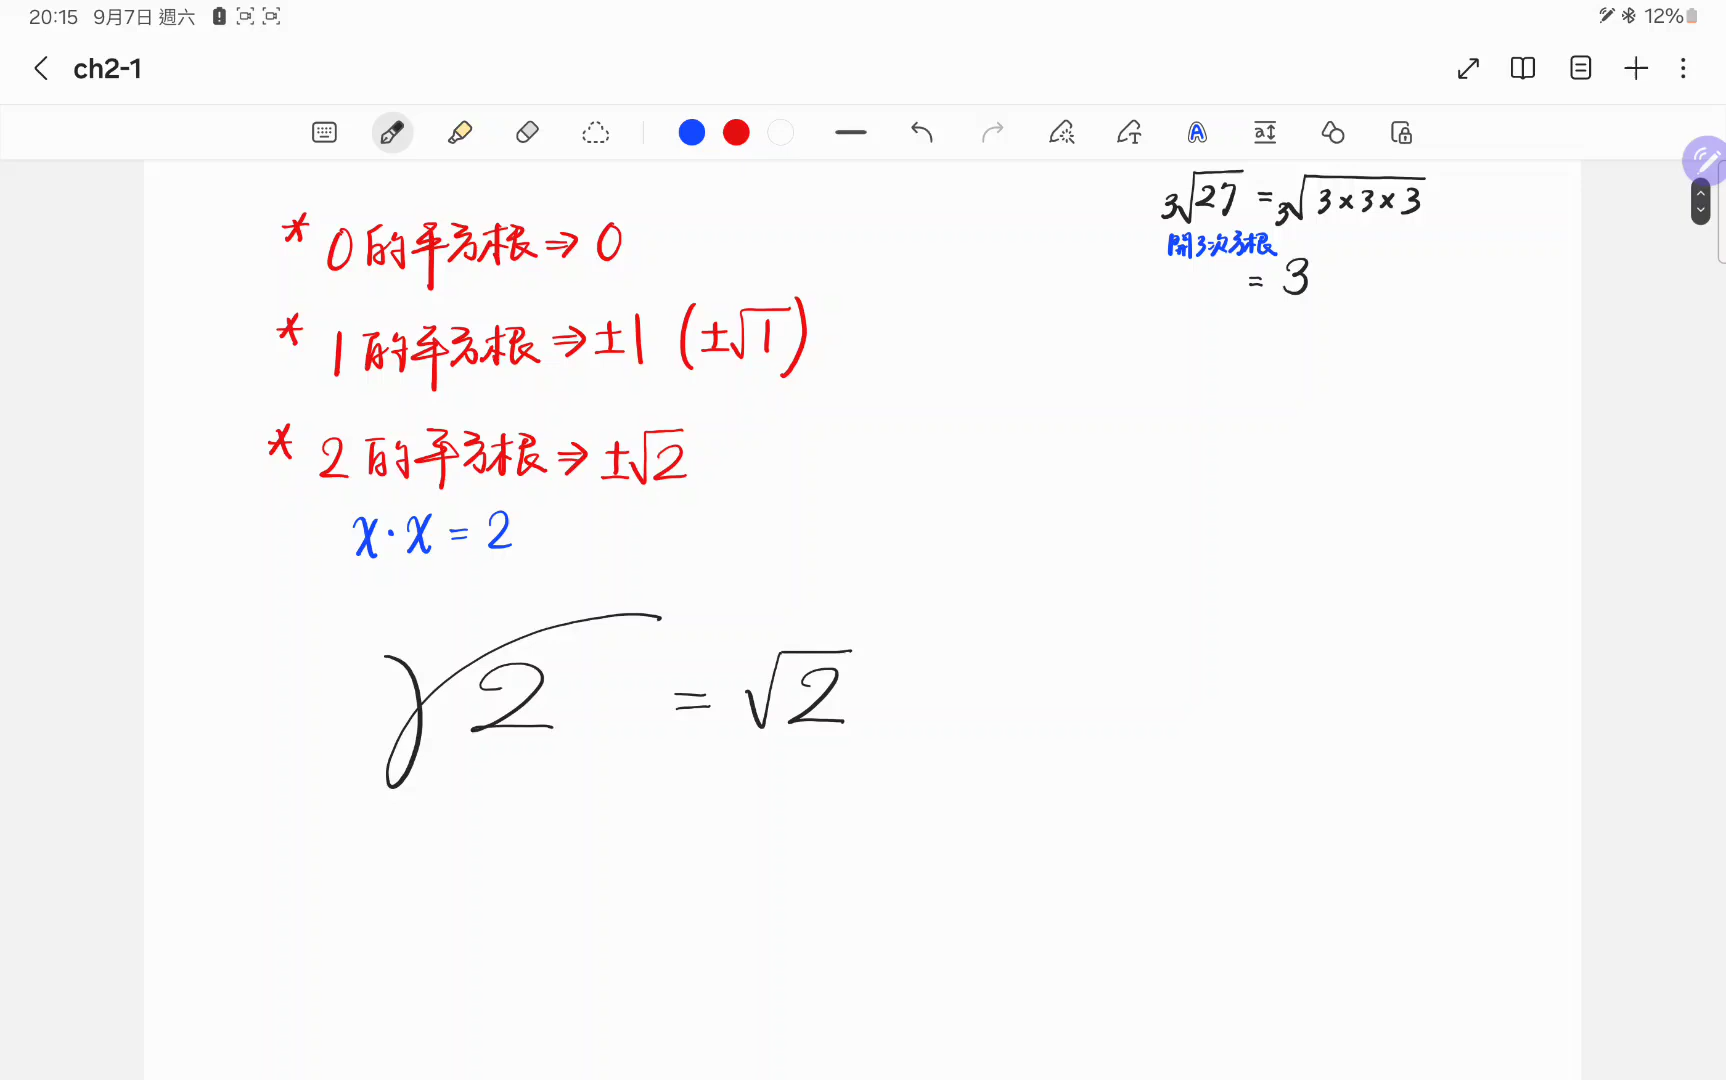 20:15 9月7日 週六 12%
ch2-1
* 0的平方根⇒0
* 1的平方根⇒±1 (±√1)
* 2的平方根⇒±√2
x·x=2
√2 = √2
3√27 = 3√3×3×3
開3次方根
= 3